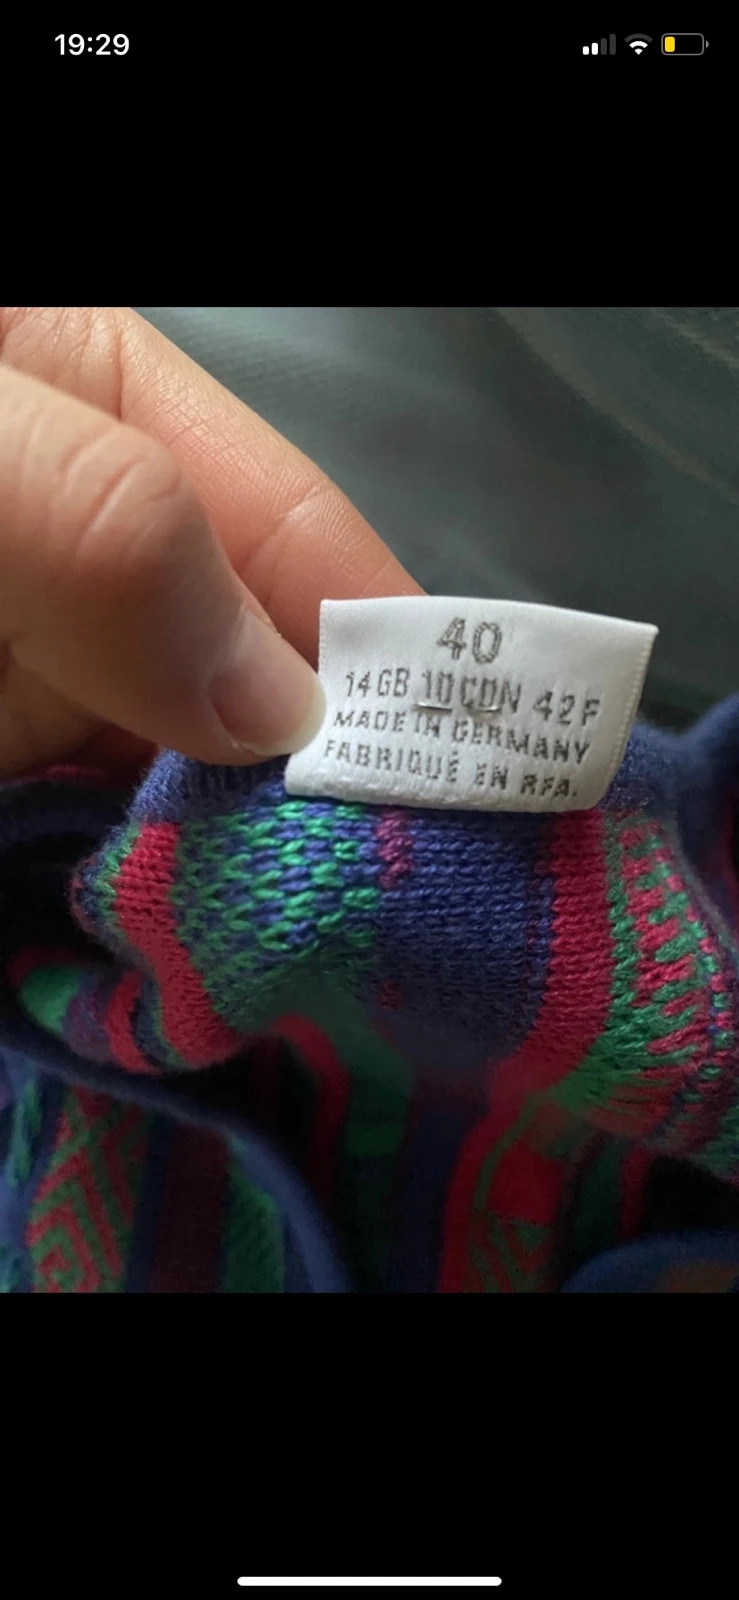 19:29
40
14GB 10CDN 42F
MADE IN GERMANY
FABRIQUÉ EN RFA.